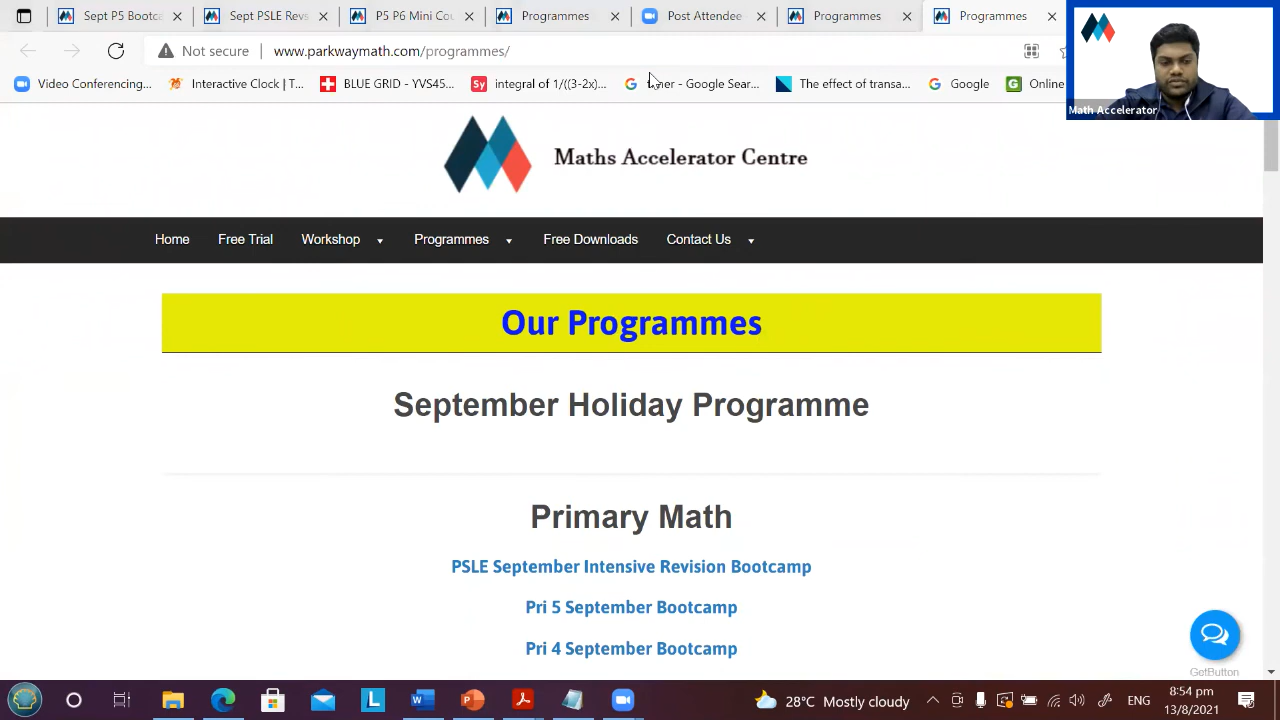 Sept P5 Bootca
Sept PSLE Revis
P5 V Mini Cou
Programmes
Post Attendee -
Programmes
Programmes
Not secure
www.parkwaymath.com/programmes/
Video Conferencing...
Interactive Clock | T...
BLUE GRID - YVS45...
integral of 1/((3-2x)...
- Google Sear...
The effect of transa...
Google
Online
Math Accelerator
Maths Accelerator Centre
Home
Free Trial
Workshop
Programmes
Free Downloads
Contact Us
Our Programmes
September Holiday Programme
Primary Math
PSLE September Intensive Revision Bootcamp
Pri 5 September Bootcamp
Pri 4 September Bootcamp
GetButton
28°C Mostly cloudy
ENG
8:54 pm
13/8/2021